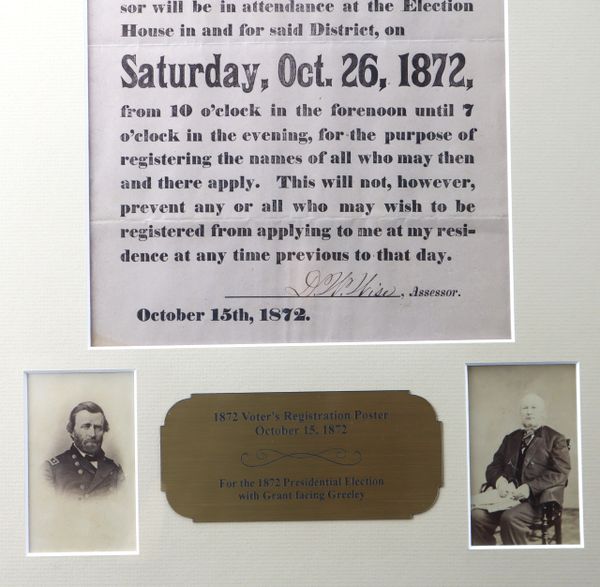 sor will be in attendance at the Election
House in and for said District, on
Saturday, Oct. 26, 1872,
from 10 o'clock in the forenoon until 7
o'clock in the evening, for the purpose of
registering the names of all who may then
and there apply. This will not, however,
prevent any or all who may wish to be
registered from applying to me at my resi-
dence at any time previous to that day.
D. W. Wise, Assessor.
October 15th, 1872.
1872 Voter's Registration Poster
October 15, 1872
For the 1872 Presidential Election
with Grant facing Greeley